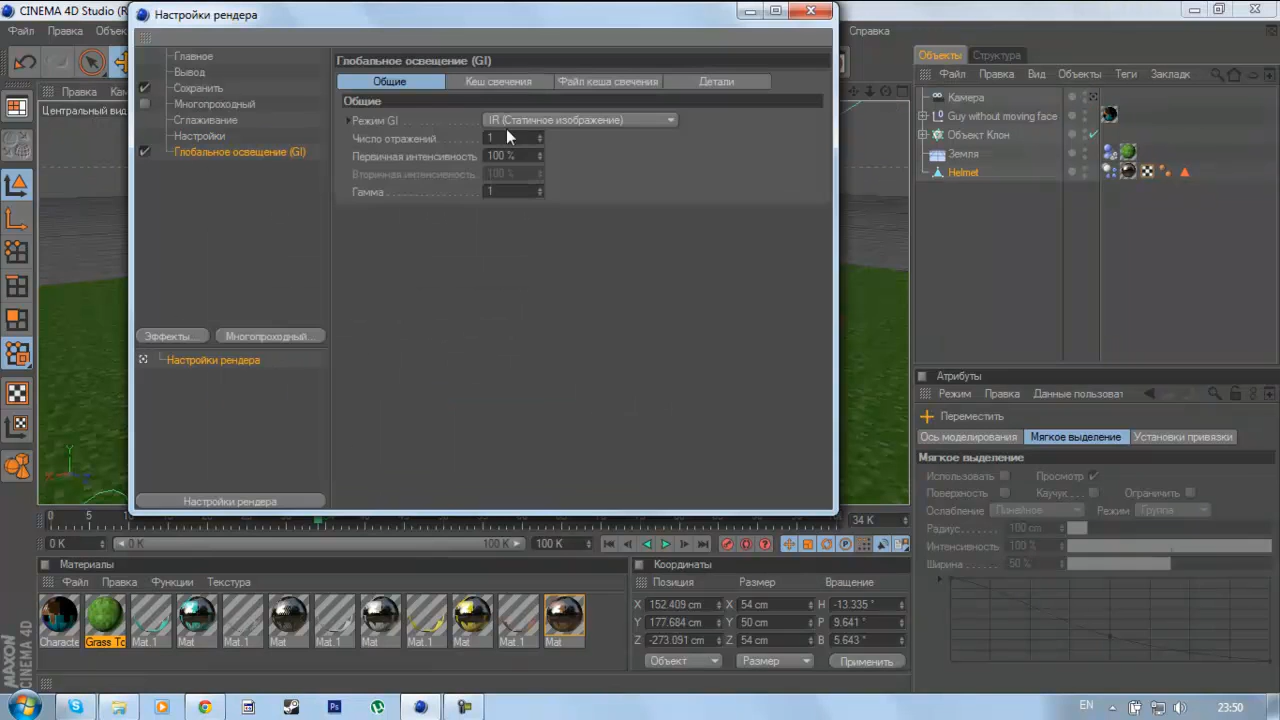 CINEMA 4D Studio (R
Настройки рендера
Файл Правка Объек
Справка
Главное
Вывод
Сохранить
Многопроходный
Сглаживание
Настройки
Глобальное освещение (GI)
Эффекты... Многопроходный...
Настройки рендера
Настройки рендера
Глобальное освещение (GI)
Общие Кеш свечения Файл кеша свечения Детали
Общие
Режим GI IR (Статичное изображение)
Число отражений 1
Первичная интенсивность 100 %
Вторичная интенсивность 100 %
Гамма 1
Правка Кам
Центральный вид
Y
Объекты Структура
Файл Правка Вид Объекты Теги Закладк
Камера
Guy without moving face
Объект Клон
Земля
Helmet
Атрибуты
Режим Правка Данные пользоват
Переместить
Ось моделирования Мягкое выделение Установки привязки
Мягкое выделение
Использовать Просмотр
Поверхность Каучук Ограничить
Ослабление Линейное Режим Группа
Радиус 100 cm
Интенсивность 100 %
Ширина 50 %
0 5 34 K
0 K 0 K 100 K 100 K
Материалы
Файл Правка Функции Текстура
Characte Grass To Mat.1 Mat Mat.1 Mat Mat.1 Mat Mat.1 Mat Mat.1 Mat
Координаты
Позиция Размер Вращение
X 152.409 cm X 54 cm H -13.335 °
Y 177.684 cm Y 50 cm P 9.641 °
Z -273.091 cm Z 54 cm B 5.643 °
Объект Размер Применить
MAXON
CINEMA 4D
Ps
EN 23:50